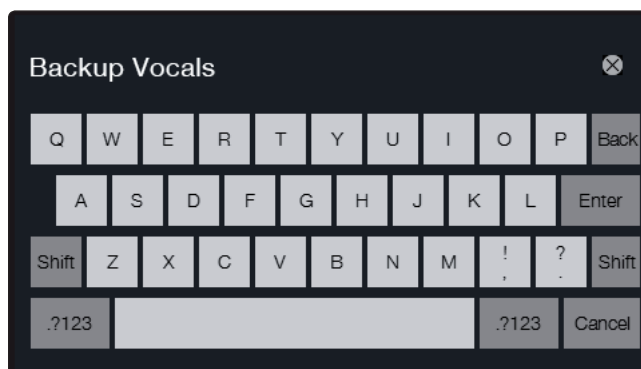 Backup Vocals
Q W E R T Y U I O P Back
A S D F G H J K L Enter
Shift Z X C V B N M ! , ? . Shift
.?123 .?123 Cancel